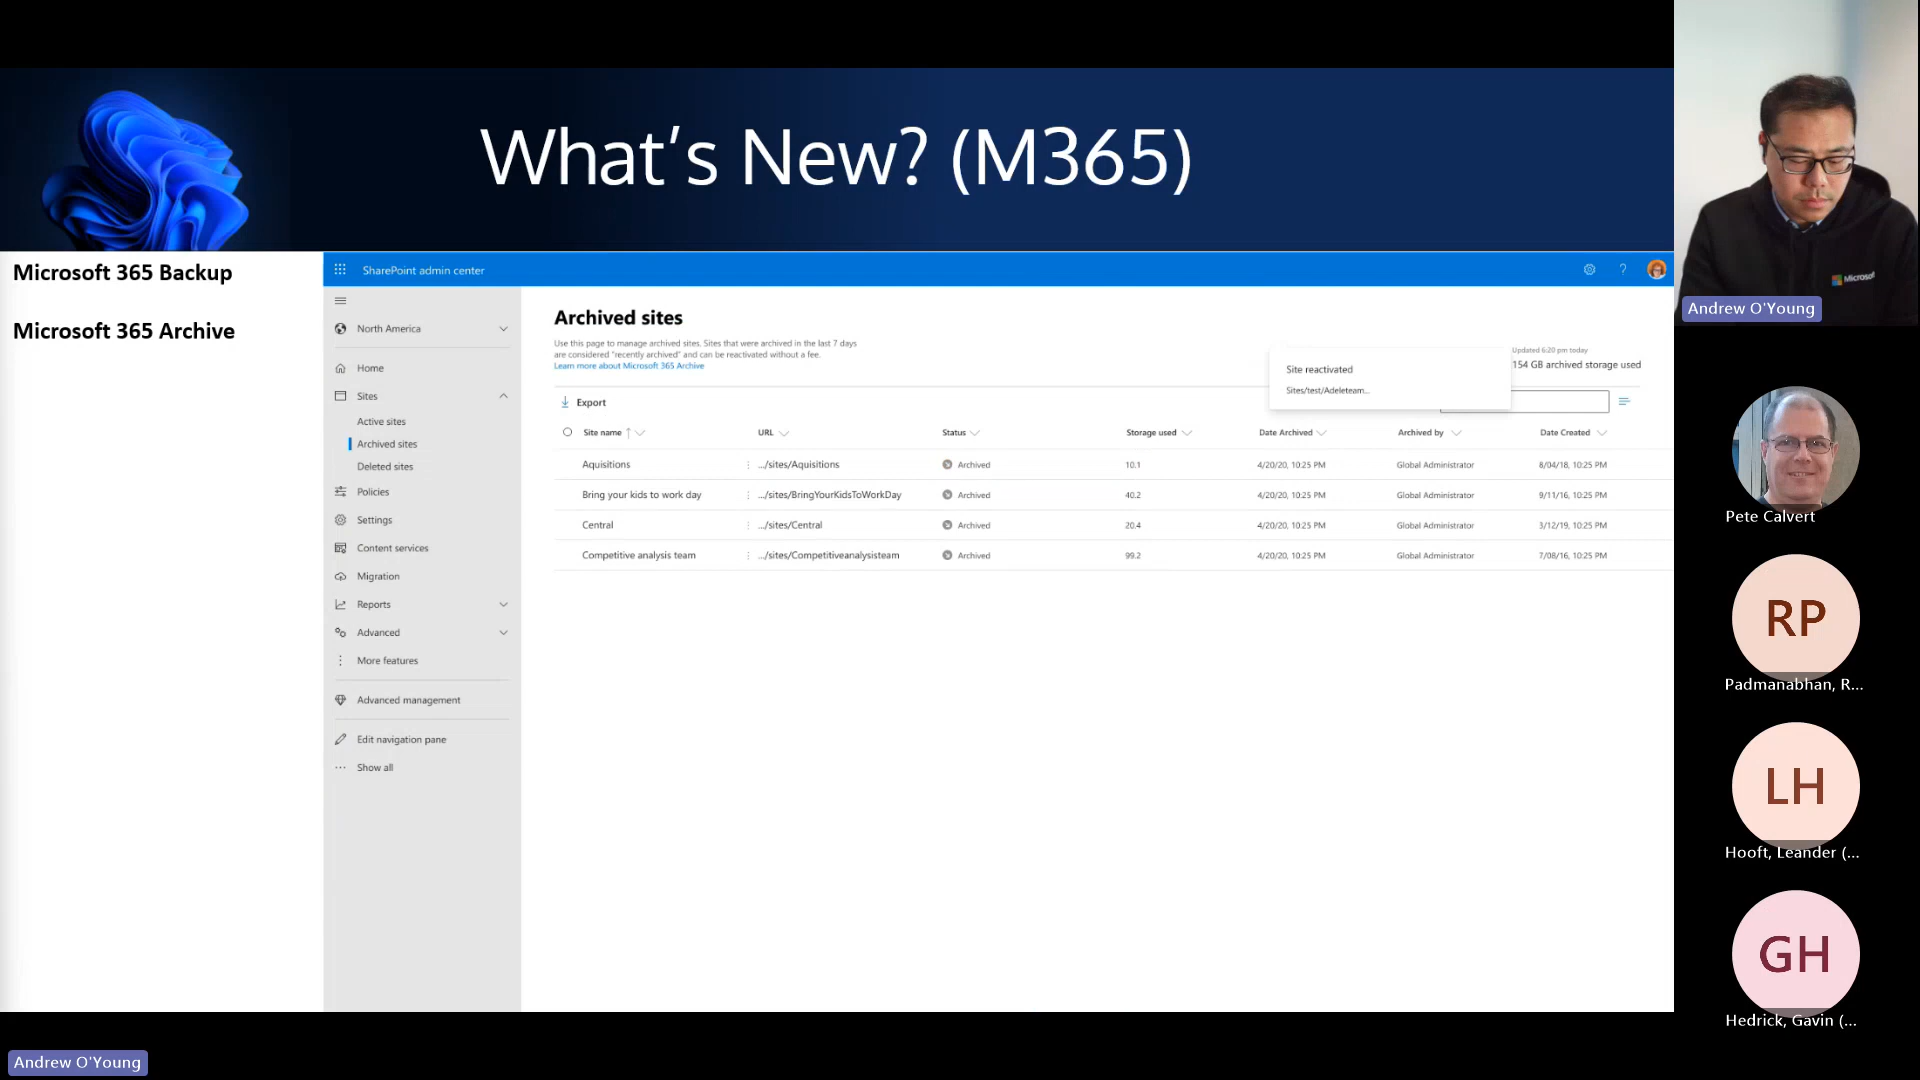 What's New? (M365)
Microsoft 365 Backup
Microsoft 365 Archive
SharePoint admin center
?
North America
Home
Sites
Active sites
Archived sites
Deleted sites
Policies
Settings
Content services
Migration
Reports
Advanced
More features
Advanced management
Edit navigation pane
Show all
Archived sites
Use this page to manage archived sites. Sites that were archived in the last 7 days
are considered "recently archived" and can be reactivated without a fee.
Learn more about Microsoft 365 Archive
Site reactivated
Sites/test/Adeleteam...
Updated 6:20 pm today
154 GB archived storage used
Export
Site name ↑ URL Status Storage used Date Archived Archived by Date Created
Aquisitions .../sites/Aquisitions Archived 10.1 4/20/20, 10:25 PM Global Administrator 8/04/18, 10:25 PM
Bring your kids to work day .../sites/BringYourKidsToWorkDay Archived 40.2 4/20/20, 10:25 PM Global Administrator 9/11/16, 10:25 PM
Central .../sites/Central Archived 20.4 4/20/20, 10:25 PM Global Administrator 3/12/19, 10:25 PM
Competitive analysis team .../sites/Competitiveanalysisteam Archived 99.2 4/20/20, 10:25 PM Global Administrator 7/08/16, 10:25 PM
Microsoft
Andrew O'Young
Pete Calvert
RP
Padmanabhan, R...
LH
Hooft, Leander (...
GH
Hedrick, Gavin (...
Andrew O'Young